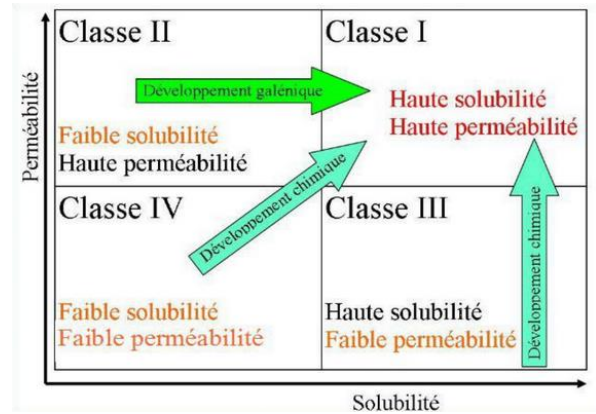 Classe II
Classe I
Développement galénique
Haute solubilité
Haute perméabilité
Faible solubilité
Haute perméabilité
Perméabilité
Développement chimique
Classe IV
Classe III
Développement chimique
Faible solubilité
Faible perméabilité
Haute solubilité
Faible perméabilité
Solubilité